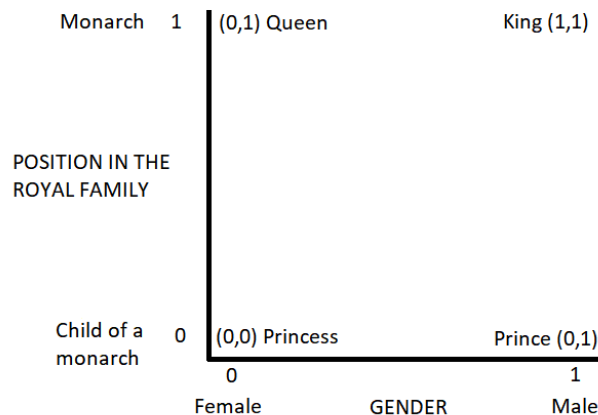 Monarch 1 (0,1) Queen King (1,1)
POSITION IN THE
ROYAL FAMILY
Child of a
monarch 0 (0,0) Princess Prince (0,1)
0 1
Female GENDER Male